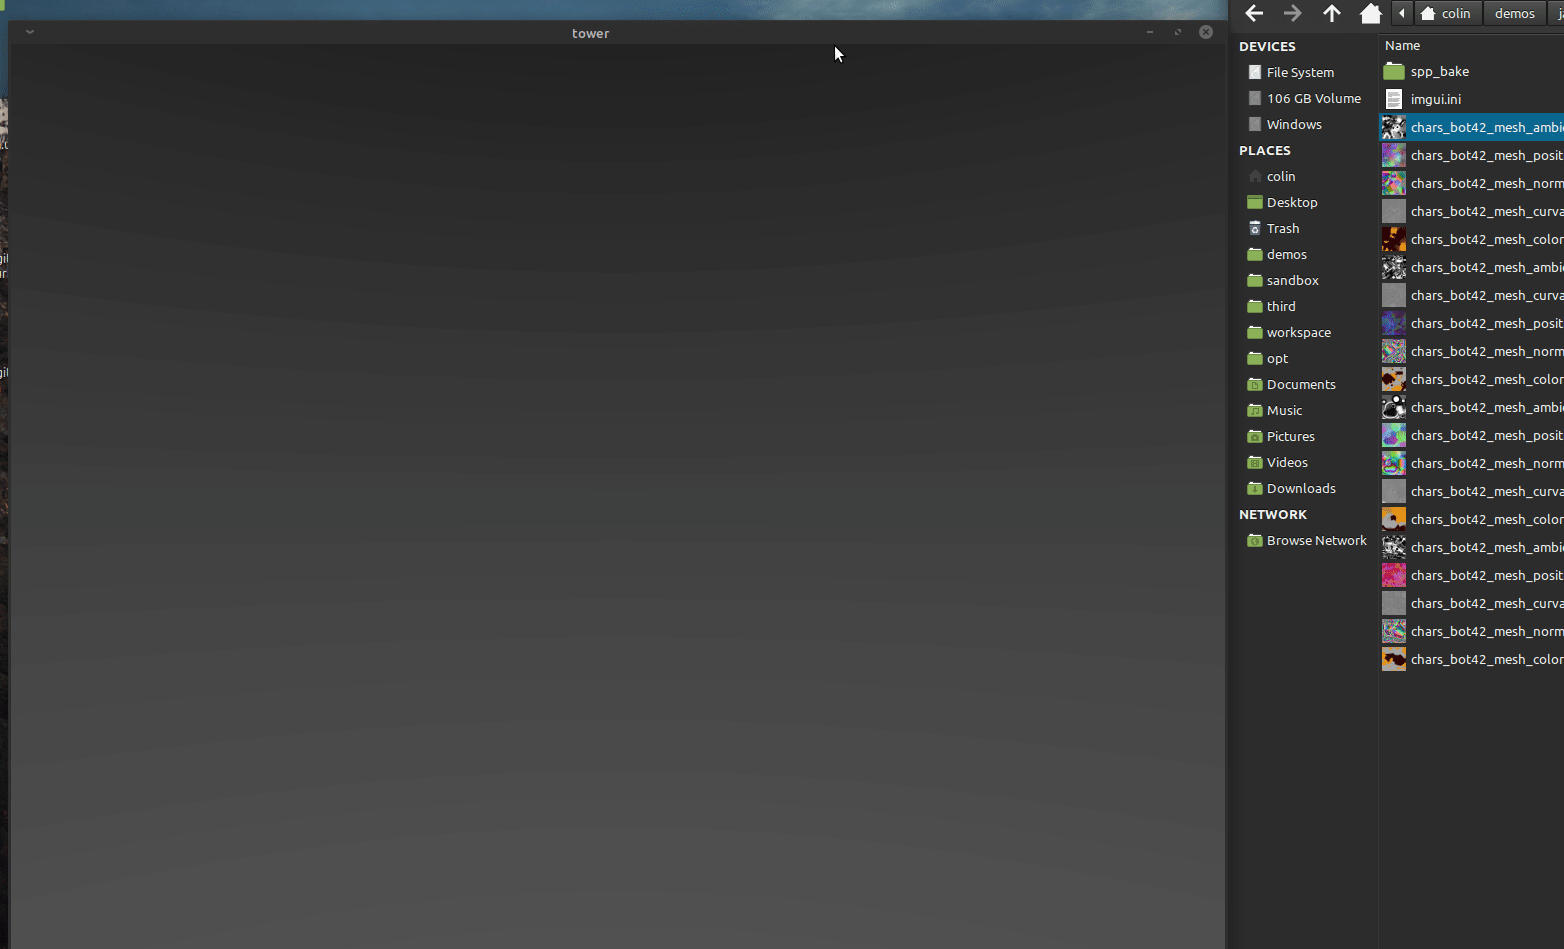 tower
colin
demos
DEVICES
File System
106 GB Volume
Windows
PLACES
colin
Desktop
Trash
demos
sandbox
third
workspace
opt
Documents
Music
Pictures
Videos
Downloads
NETWORK
Browse Network
Name
spp_bake
imgui.ini
chars_bot42_mesh_ambi
chars_bot42_mesh_posit
chars_bot42_mesh_norm
chars_bot42_mesh_curva
chars_bot42_mesh_color
chars_bot42_mesh_ambi
chars_bot42_mesh_curva
chars_bot42_mesh_posit
chars_bot42_mesh_norm
chars_bot42_mesh_color
chars_bot42_mesh_ambi
chars_bot42_mesh_posit
chars_bot42_mesh_norm
chars_bot42_mesh_curva
chars_bot42_mesh_color
chars_bot42_mesh_ambi
chars_bot42_mesh_posit
chars_bot42_mesh_curva
chars_bot42_mesh_norm
chars_bot42_mesh_color